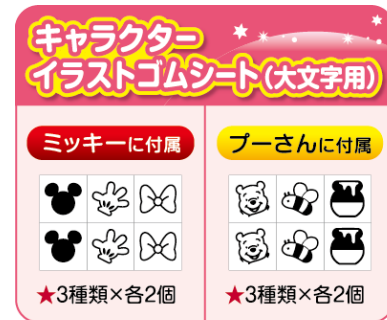 キャラクター
イラストゴムシート(大文字用)
ミッキーに付属
★3種類×各2個
プーさんに付属
★3種類×各2個